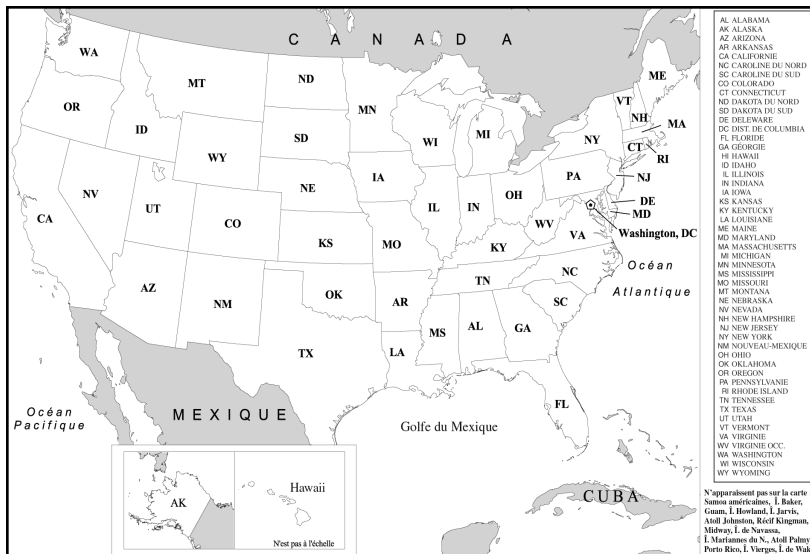 C A N A D A
WA
MT
ND
MN
ME
VT
NH
MA
OR
ID
SD
WI
MI
NY
CT
RI
WY
IA
PA
NJ
NV
NE
OH
UT
IL
IN
DE
MD
CA
CO
WV
Washington, DC
KS
MO
KY
VA
Océan
Atlantique
AZ
NM
OK
AR
TN
NC
SC
TX
MS
AL
GA
LA
FL
Océan
Pacifique
M E X I Q U E
Golfe du Mexique
CUBA
AK
Hawaii
N'est pas à l'échelle
AL ALABAMA
AK ALASKA
AZ ARIZONA
AR ARKANSAS
CA CALIFORNIE
NC CAROLINE DU NORD
SC CAROLINE DU SUD
CO COLORADO
CT CONNECTICUT
ND DAKOTA DU NORD
SD DAKOTA DU SUD
DE DELEWARE
DC DIST. DE COLUMBIA
FL FLORIDE
GA GÉORGIE
HI HAWAII
ID IDAHO
IL ILLINOIS
IN INDIANA
IA IOWA
KS KANSAS
KY KENTUCKY
LA LOUISIANE
ME MAINE
MD MARYLAND
MA MASSACHUSETTS
MI MICHIGAN
MN MINNESOTA
MS MISSISSIPPI
MO MISSOURI
MT MONTANA
NE NEBRASKA
NV NEVADA
NH NEW HAMPSHIRE
NJ NEW JERSEY
NY NEW YORK
NM NOUVEAU-MEXIQUE
OH OHIO
OK OKLAHOMA
OR OREGON
PA PENNSYLVANIE
RI RHODE ISLAND
TN TENNESSEE
TX TEXAS
UT UTAH
VT VERMONT
VA VIRGINIE
WV VIRGINIE OCC.
WA WASHINGTON
WI WISCONSIN
WY WYOMING
N'apparaissent pas sur la carte
Samoa américaines, Î. Baker,
Guam, Î. Howland, Î. Jarvis,
Atoll Johnston, Récif Kingman,
Midway, Î. de Navassa,
Î. Mariannes du N., Atoll Palmy
Porto Rico, Î. Vierges, Î. de Wak